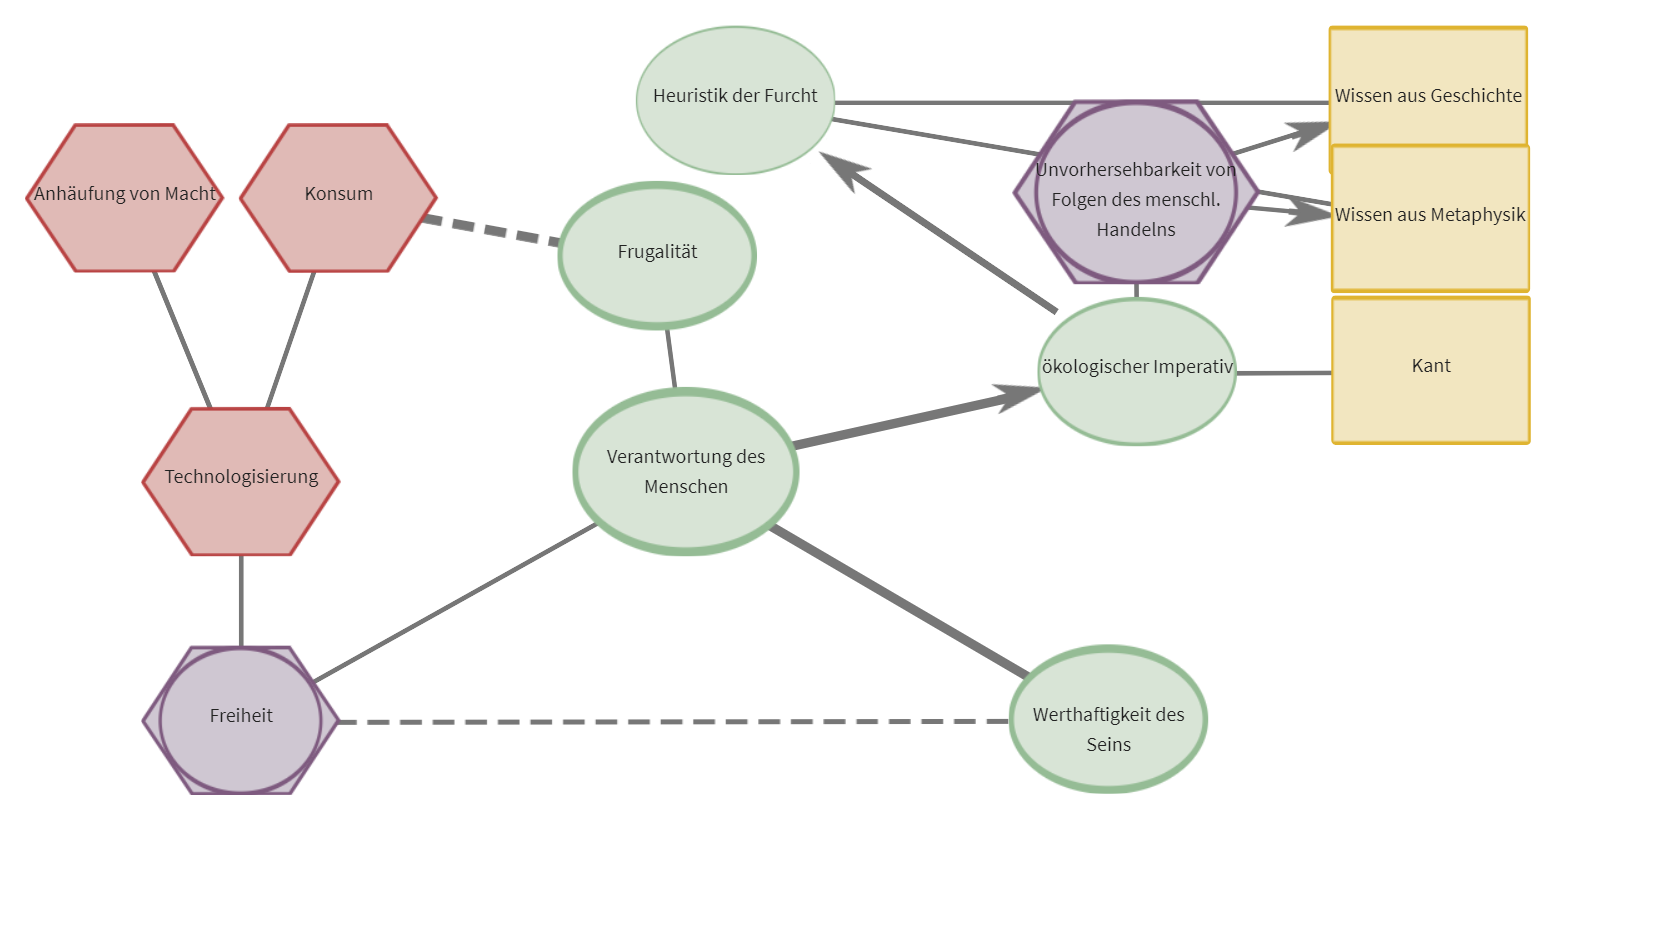 Heuristik der Furcht
Wissen aus Geschichte
Anhäufung von Macht
Konsum
Unvorhersehbarkeit von
Folgen des menschl.
Handelns
Wissen aus Metaphysik
Frugalität
ökologischer Imperativ
Kant
Verantwortung des
Menschen
Technologisierung
Freiheit
Werthaftigkeit des
Seins